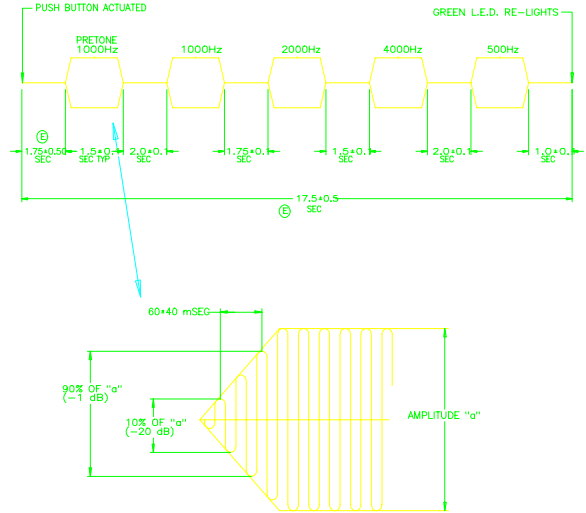 PUSH BUTTON ACTUATED
GREEN L.E.D. RE-LIGHTS
PRETONE
1000Hz
1000Hz
2000Hz
4000Hz
500Hz
E
1.75±0.50
SEC
1.5±0.
SEC TYP.
2.0±0.1
SEC
1.75±0.1
SEC
1.5±0.1
SEC
2.0±0.1
SEC
1.0±0.1
SEC
17.5±0.5
SEC
E
60±40 mSEC
90% OF "a"
(-1 dB)
10% OF "a"
(-20 dB)
AMPLITUDE "a"